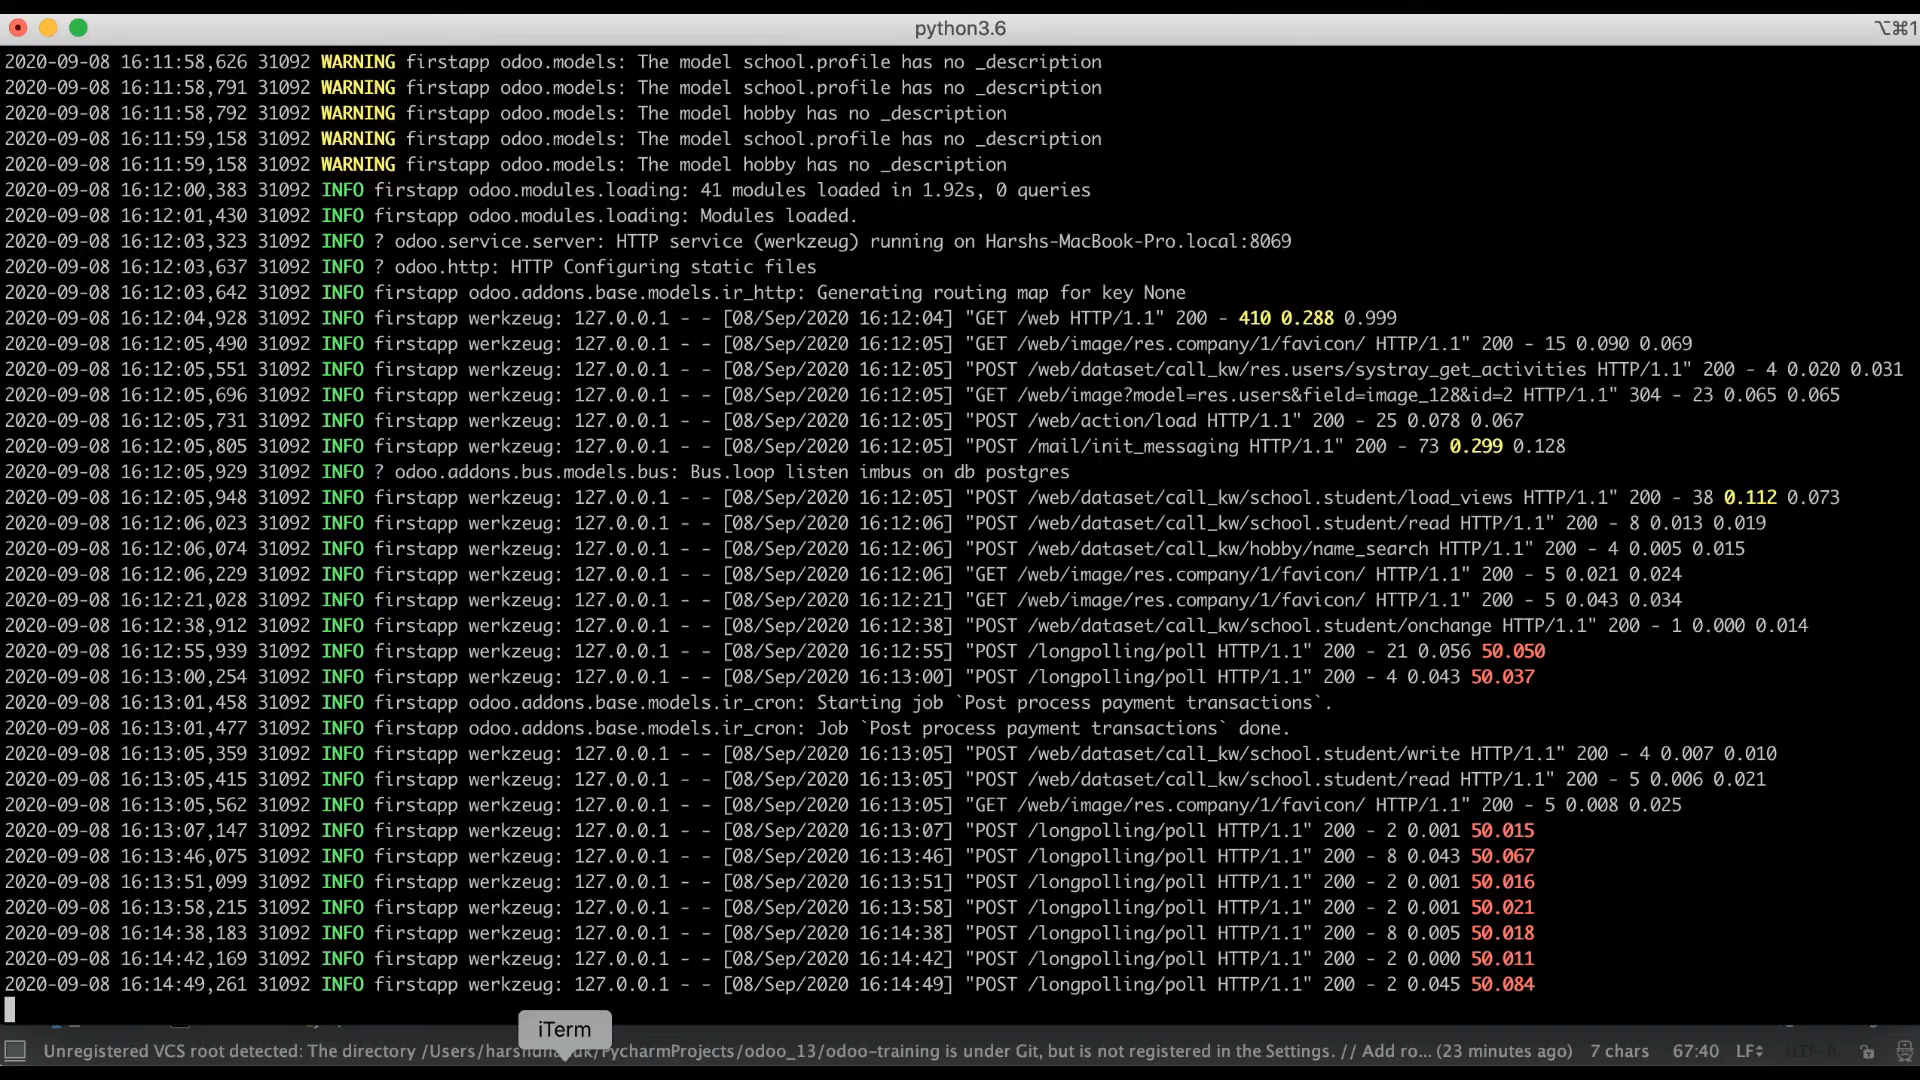 python3.6
⌥⌘1
2020-09-08 16:11:58,626 31092 WARNING firstapp odoo.models: The model school.profile has no _description
2020-09-08 16:11:58,791 31092 WARNING firstapp odoo.models: The model school.profile has no _description
2020-09-08 16:11:58,792 31092 WARNING firstapp odoo.models: The model hobby has no _description
2020-09-08 16:11:59,158 31092 WARNING firstapp odoo.models: The model school.profile has no _description
2020-09-08 16:11:59,158 31092 WARNING firstapp odoo.models: The model hobby has no _description
2020-09-08 16:12:00,383 31092 INFO firstapp odoo.modules.loading: 41 modules loaded in 1.92s, 0 queries
2020-09-08 16:12:01,430 31092 INFO firstapp odoo.modules.loading: Modules loaded.
2020-09-08 16:12:03,323 31092 INFO ? odoo.service.server: HTTP service (werkzeug) running on Harshs-MacBook-Pro.local:8069
2020-09-08 16:12:03,637 31092 INFO ? odoo.http: HTTP Configuring static files
2020-09-08 16:12:03,642 31092 INFO firstapp odoo.addons.base.models.ir_http: Generating routing map for key None
2020-09-08 16:12:04,928 31092 INFO firstapp werkzeug: 127.0.0.1 - - [08/Sep/2020 16:12:04] "GET /web HTTP/1.1" 200 - 410 0.288 0.999
2020-09-08 16:12:05,490 31092 INFO firstapp werkzeug: 127.0.0.1 - - [08/Sep/2020 16:12:05] "GET /web/image/res.company/1/favicon/ HTTP/1.1" 200 - 15 0.090 0.069
2020-09-08 16:12:05,551 31092 INFO firstapp werkzeug: 127.0.0.1 - - [08/Sep/2020 16:12:05] "POST /web/dataset/call_kw/res.users/systray_get_activities HTTP/1.1" 200 - 4 0.020 0.031
2020-09-08 16:12:05,696 31092 INFO firstapp werkzeug: 127.0.0.1 - - [08/Sep/2020 16:12:05] "GET /web/image?model=res.users&field=image_128&id=2 HTTP/1.1" 304 - 23 0.065 0.065
2020-09-08 16:12:05,731 31092 INFO firstapp werkzeug: 127.0.0.1 - - [08/Sep/2020 16:12:05] "POST /web/action/load HTTP/1.1" 200 - 25 0.078 0.067
2020-09-08 16:12:05,805 31092 INFO firstapp werkzeug: 127.0.0.1 - - [08/Sep/2020 16:12:05] "POST /mail/init_messaging HTTP/1.1" 200 - 73 0.299 0.128
2020-09-08 16:12:05,929 31092 INFO ? odoo.addons.bus.models.bus: Bus.loop listen imbus on db postgres
2020-09-08 16:12:05,948 31092 INFO firstapp werkzeug: 127.0.0.1 - - [08/Sep/2020 16:12:05] "POST /web/dataset/call_kw/school.student/load_views HTTP/1.1" 200 - 38 0.112 0.073
2020-09-08 16:12:06,023 31092 INFO firstapp werkzeug: 127.0.0.1 - - [08/Sep/2020 16:12:06] "POST /web/dataset/call_kw/school.student/read HTTP/1.1" 200 - 8 0.013 0.019
2020-09-08 16:12:06,074 31092 INFO firstapp werkzeug: 127.0.0.1 - - [08/Sep/2020 16:12:06] "POST /web/dataset/call_kw/hobby/name_search HTTP/1.1" 200 - 4 0.005 0.015
2020-09-08 16:12:06,229 31092 INFO firstapp werkzeug: 127.0.0.1 - - [08/Sep/2020 16:12:06] "GET /web/image/res.company/1/favicon/ HTTP/1.1" 200 - 5 0.021 0.024
2020-09-08 16:12:21,028 31092 INFO firstapp werkzeug: 127.0.0.1 - - [08/Sep/2020 16:12:21] "GET /web/image/res.company/1/favicon/ HTTP/1.1" 200 - 5 0.043 0.034
2020-09-08 16:12:38,912 31092 INFO firstapp werkzeug: 127.0.0.1 - - [08/Sep/2020 16:12:38] "POST /web/dataset/call_kw/school.student/onchange HTTP/1.1" 200 - 1 0.000 0.014
2020-09-08 16:12:55,939 31092 INFO firstapp werkzeug: 127.0.0.1 - - [08/Sep/2020 16:12:55] "POST /longpolling/poll HTTP/1.1" 200 - 21 0.056 50.050
2020-09-08 16:13:00,254 31092 INFO firstapp werkzeug: 127.0.0.1 - - [08/Sep/2020 16:13:00] "POST /longpolling/poll HTTP/1.1" 200 - 4 0.043 50.037
2020-09-08 16:13:01,458 31092 INFO firstapp odoo.addons.base.models.ir_cron: Starting job `Post process payment transactions`.
2020-09-08 16:13:01,477 31092 INFO firstapp odoo.addons.base.models.ir_cron: Job `Post process payment transactions` done.
2020-09-08 16:13:05,359 31092 INFO firstapp werkzeug: 127.0.0.1 - - [08/Sep/2020 16:13:05] "POST /web/dataset/call_kw/school.student/write HTTP/1.1" 200 - 4 0.007 0.010
2020-09-08 16:13:05,415 31092 INFO firstapp werkzeug: 127.0.0.1 - - [08/Sep/2020 16:13:05] "POST /web/dataset/call_kw/school.student/read HTTP/1.1" 200 - 5 0.006 0.021
2020-09-08 16:13:05,562 31092 INFO firstapp werkzeug: 127.0.0.1 - - [08/Sep/2020 16:13:05] "GET /web/image/res.company/1/favicon/ HTTP/1.1" 200 - 5 0.008 0.025
2020-09-08 16:13:07,147 31092 INFO firstapp werkzeug: 127.0.0.1 - - [08/Sep/2020 16:13:07] "POST /longpolling/poll HTTP/1.1" 200 - 2 0.001 50.015
2020-09-08 16:13:46,075 31092 INFO firstapp werkzeug: 127.0.0.1 - - [08/Sep/2020 16:13:46] "POST /longpolling/poll HTTP/1.1" 200 - 8 0.043 50.067
2020-09-08 16:13:51,099 31092 INFO firstapp werkzeug: 127.0.0.1 - - [08/Sep/2020 16:13:51] "POST /longpolling/poll HTTP/1.1" 200 - 2 0.001 50.016
2020-09-08 16:13:58,215 31092 INFO firstapp werkzeug: 127.0.0.1 - - [08/Sep/2020 16:13:58] "POST /longpolling/poll HTTP/1.1" 200 - 2 0.001 50.021
2020-09-08 16:14:38,183 31092 INFO firstapp werkzeug: 127.0.0.1 - - [08/Sep/2020 16:14:38] "POST /longpolling/poll HTTP/1.1" 200 - 8 0.005 50.018
2020-09-08 16:14:42,169 31092 INFO firstapp werkzeug: 127.0.0.1 - - [08/Sep/2020 16:14:42] "POST /longpolling/poll HTTP/1.1" 200 - 2 0.000 50.011
2020-09-08 16:14:49,261 31092 INFO firstapp werkzeug: 127.0.0.1 - - [08/Sep/2020 16:14:49] "POST /longpolling/poll HTTP/1.1" 200 - 2 0.045 50.084
iTerm
Unregistered VCS root detected: The directory /PycharmProjects/odoo_13/odoo-training is under Git, but is not registered in the Settings. // Add ro... (23 minutes ago) 7 chars 67:40 LF UTF-8